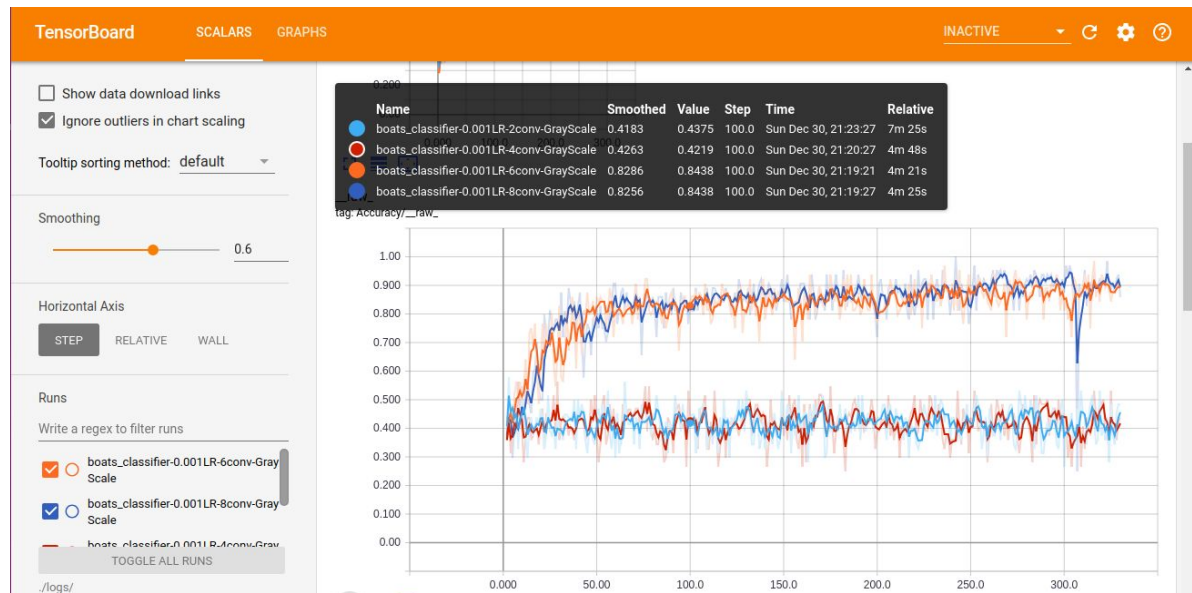 TensorBoard SCALARS GRAPHS INACTIVE
Show data download links
Ignore outliers in chart scaling
Tooltip sorting method: default
Smoothing
0.6
Horizontal Axis
STEP RELATIVE WALL
Runs
Write a regex to filter runs
boats_classifier-0.001LR-6conv-Gray
Scale
boats_classifier-0.001LR-8conv-Gray
Scale
boats_classifier-0.001LR-4conv-Gray
TOGGLE ALL RUNS
./logs/
0.200
Name Smoothed Value Step Time Relative
boats_classifier-0.001LR-2conv-GrayScale 0.4183 0.4375 100.0 Sun Dec 30, 21:23:27 7m 25s
boats_classifier-0.001LR-4conv-GrayScale 0.4263 0.4219 100.0 Sun Dec 30, 21:20:27 4m 48s
boats_classifier-0.001LR-6conv-GrayScale 0.8286 0.8438 100.0 Sun Dec 30, 21:19:21 4m 21s
boats_classifier-0.001LR-8conv-GrayScale 0.8256 0.8438 100.0 Sun Dec 30, 21:19:27 4m 25s
__raw_
tag: Accuracy/__raw_
1.00
0.900
0.800
0.700
0.600
0.500
0.400
0.300
0.200
0.100
0.00
0.000 50.00 100.0 150.0 200.0 250.0 300.0